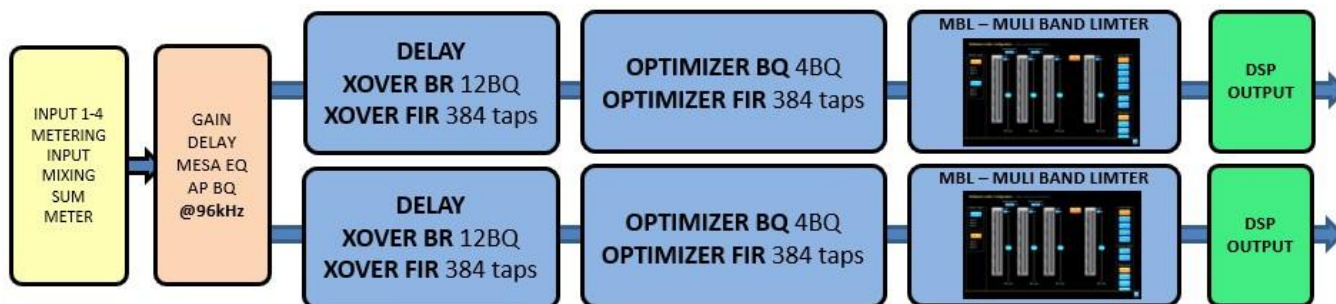 INPUT 1-4
METERING
INPUT
MIXING
SUM
METER
GAIN
DELAY
MESA EQ
AP BQ
@96kHz
DELAY
XOVER BR 12BQ
XOVER FIR 384 taps
OPTIMIZER BQ 4BQ
OPTIMIZER FIR 384 taps
MBL – MULI BAND LIMTER
DSP
OUTPUT
DELAY
XOVER BR 12BQ
XOVER FIR 384 taps
OPTIMIZER BQ 4BQ
OPTIMIZER FIR 384 taps
MBL – MULI BAND LIMTER
DSP
OUTPUT